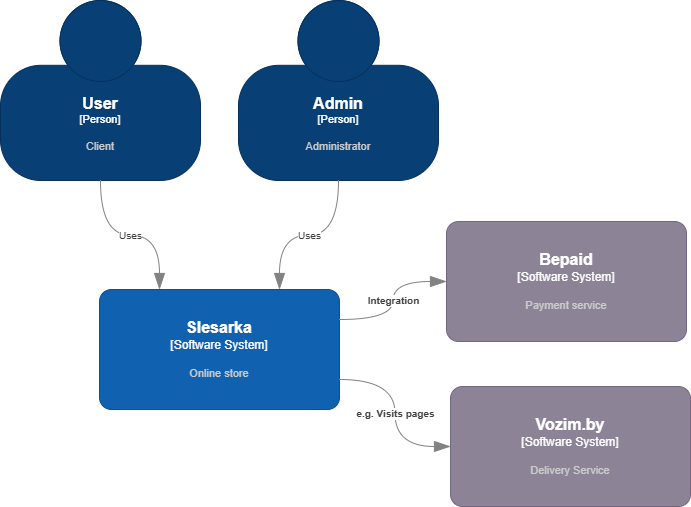 User
[Person]
Client
Admin
[Person]
Administrator
Uses
Uses
Slesarka
[Software System]
Online store
Integration
Bepaid
[Software System]
Payment service
e.g. Visits pages
Vozim.by
[Software System]
Delivery Service